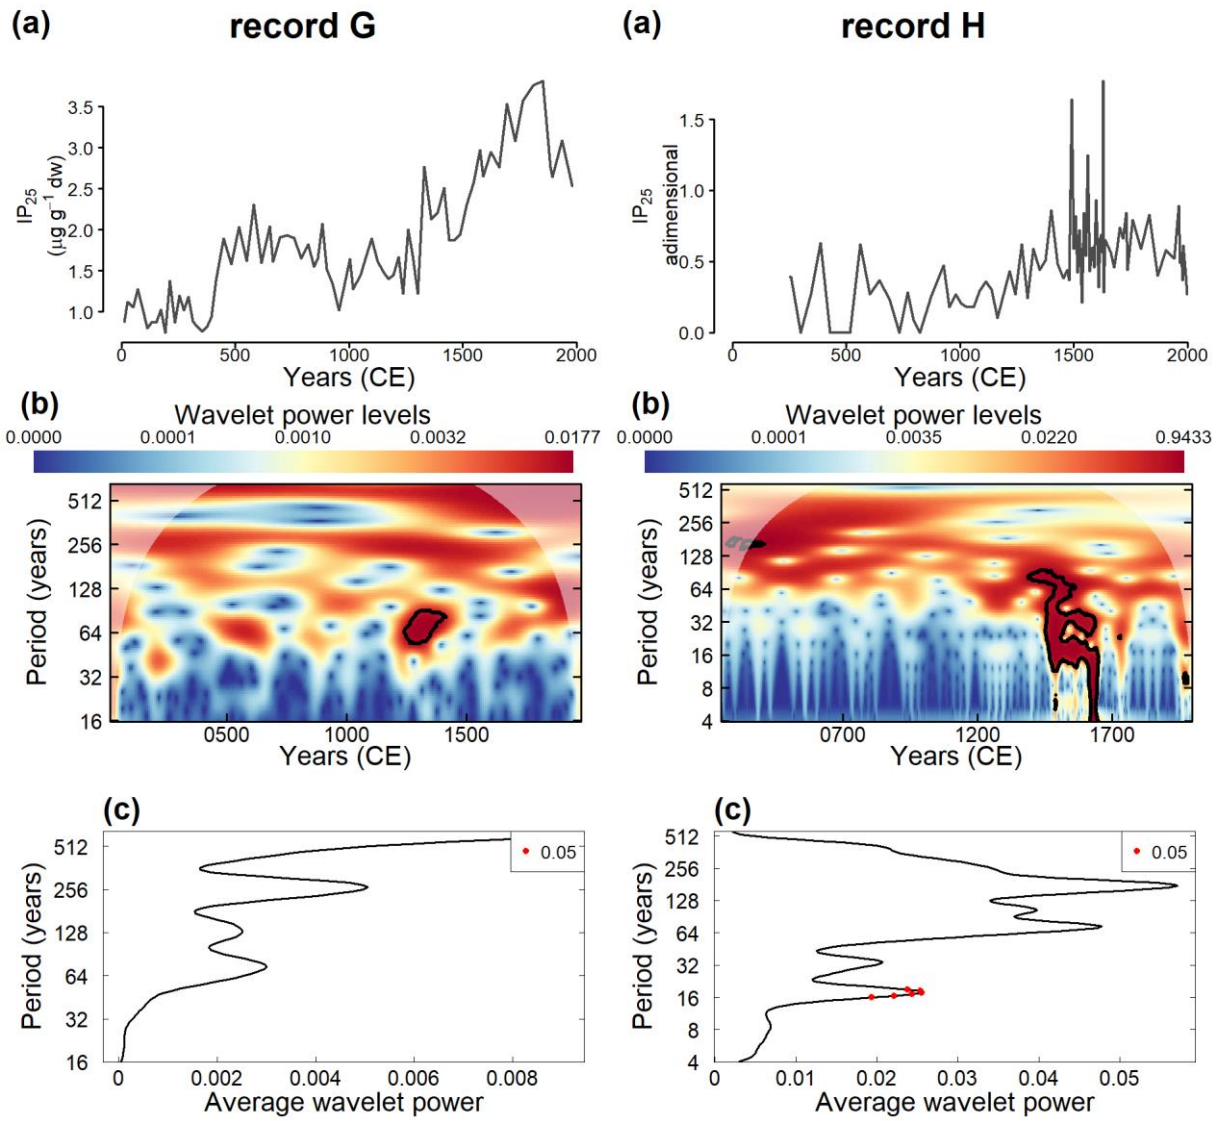 (a) record G
IP25
(µg g−1 dw)
3.5
3.0
2.5
2.0
1.5
1.0
0 500 1000 1500 2000
Years (CE)
(b)
Wavelet power levels
0.0000 0.0001 0.0010 0.0032 0.0177
Period (years)
512
256
128
64
32
16
0500 1000 1500
Years (CE)
(c)
Period (years)
512
256
128
64
32
16
0.05
0 0.002 0.004 0.006 0.008
Average wavelet power
(a) record H
IP25
adimensional
1.5
1.0
0.5
0.0
0 500 1000 1500 2000
Years (CE)
(b)
Wavelet power levels
0.0000 0.0001 0.0035 0.0220 0.9433
Period (years)
512
256
128
64
32
16
8
4
0700 1200 1700
Years (CE)
(c)
Period (years)
512
256
128
64
32
16
8
4
0.05
0 0.01 0.02 0.03 0.04 0.05
Average wavelet power